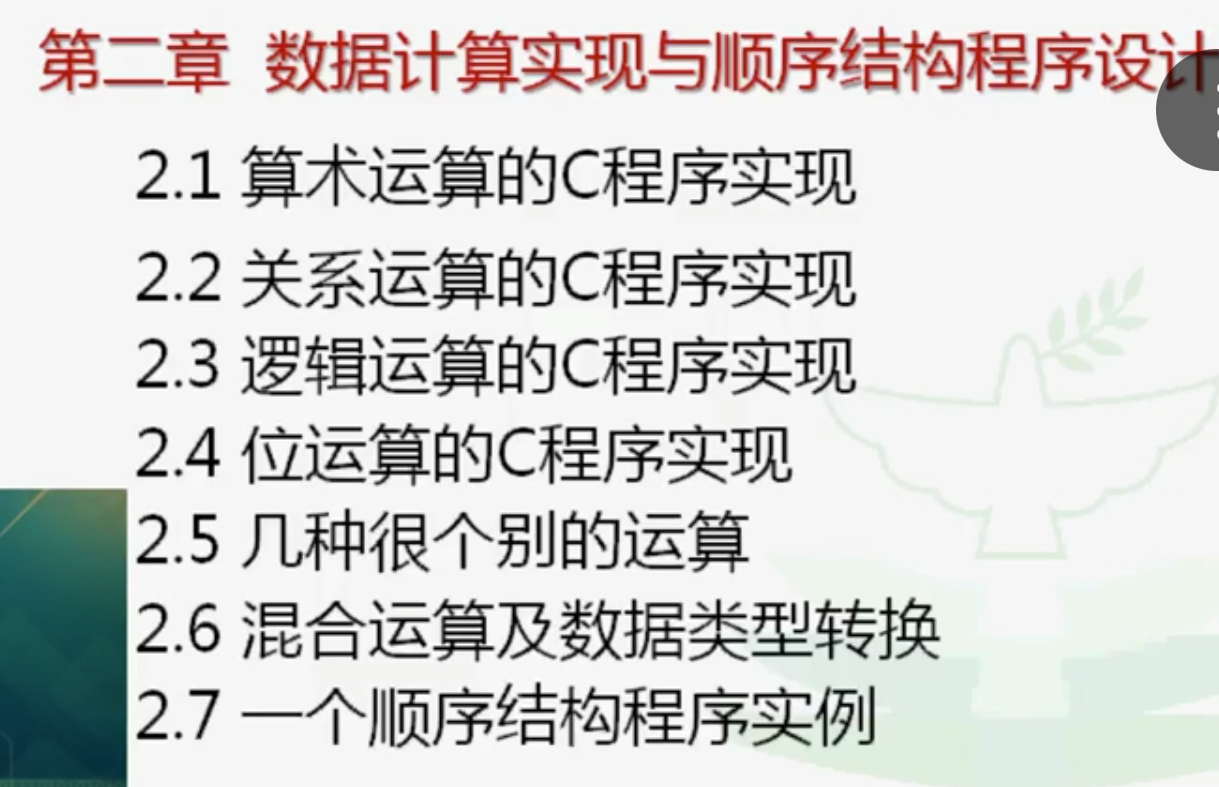 第二章 数据计算实现与顺序结构程序设计
2.1 算术运算的C程序实现
2.2 关系运算的C程序实现
2.3 逻辑运算的C程序实现
2.4 位运算的C程序实现
2.5 几种很个别的运算
2.6 混合运算及数据类型转换
2.7 一个顺序结构程序实例